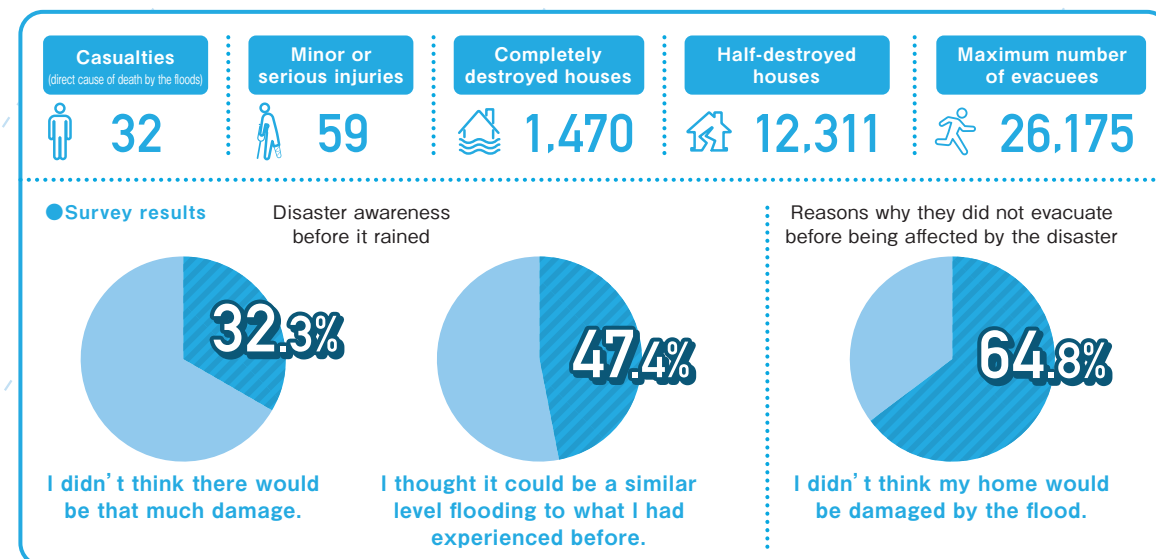 Casualties
(direct cause of death by the floods)
32
Minor or
serious injuries
59
Completely
destroyed houses
1,470
Half-destroyed
houses
12,311
Maximum number
of evacuees
26,175
●Survey results
Disaster awareness
before it rained
32.3%
I didn’t think there would
be that much damage.
47.4%
I thought it could be a similar
level flooding to what I had
experienced before.
Reasons why they did not evacuate
before being affected by the disaster
64.8%
I didn’t think my home would
be damaged by the flood.